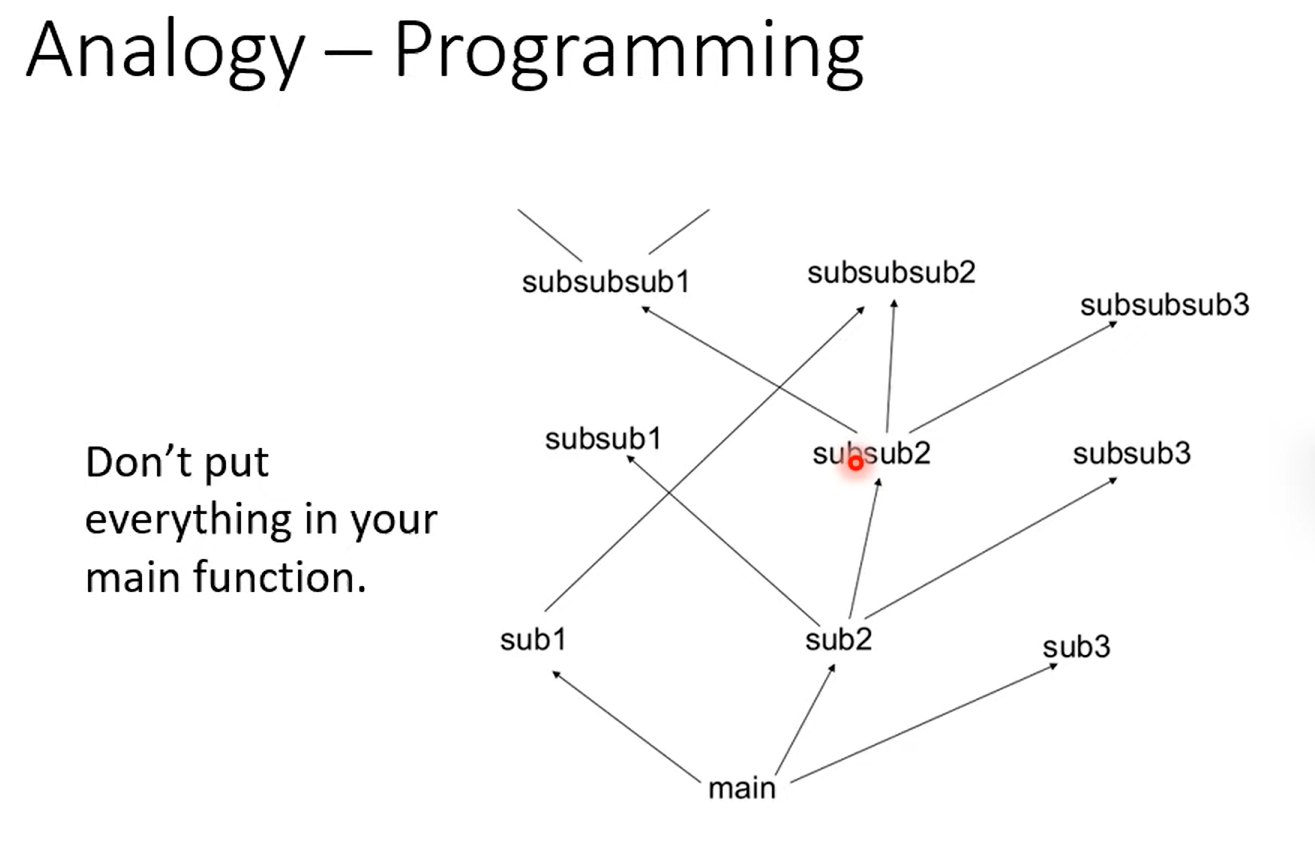 Analogy – Programming
subsubsub1
subsubsub2
subsubsub3
subsub1
subsub2
subsub3
Don’t put
everything in your
main function.
sub1
sub2
sub3
main